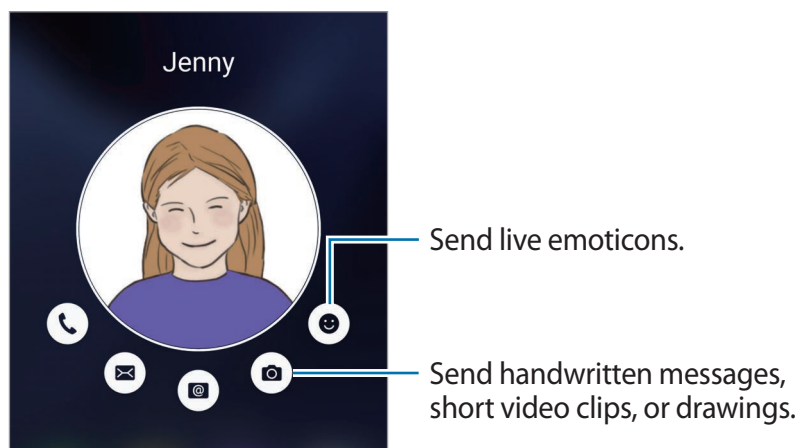 Jenny
Send live emoticons.
@
Send handwritten messages,
short video clips, or drawings.